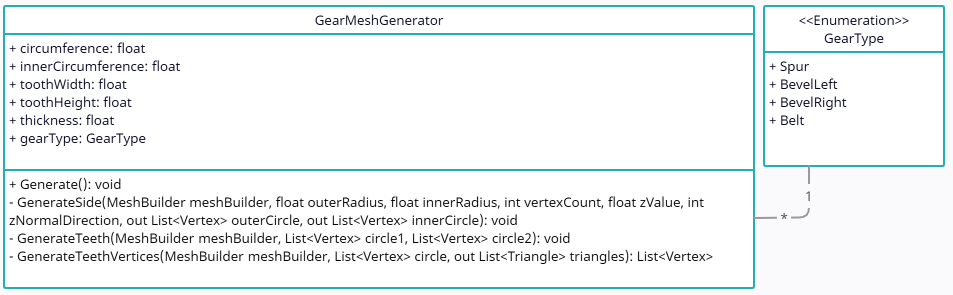 GearMeshGenerator
+ circumference: float
+ innerCircumference: float
+ toothWidth: float
+ toothHeight: float
+ thickness: float
+ gearType: GearType
+ Generate(): void
- GenerateSide(MeshBuilder meshBuilder, float outerRadius, float innerRadius, int vertexCount, float zValue, int
zNormalDirection, out List<Vertex> outerCircle, out List<Vertex> innerCircle): void
- GenerateTeeth(MeshBuilder meshBuilder, List<Vertex> circle1, List<Vertex> circle2): void
- GenerateTeethVertices(MeshBuilder meshBuilder, List<Vertex> circle, out List<Triangle> triangles): List<Vertex>
<<Enumeration>>
GearType
+ Spur
+ BevelLeft
+ BevelRight
+ Belt
1
*